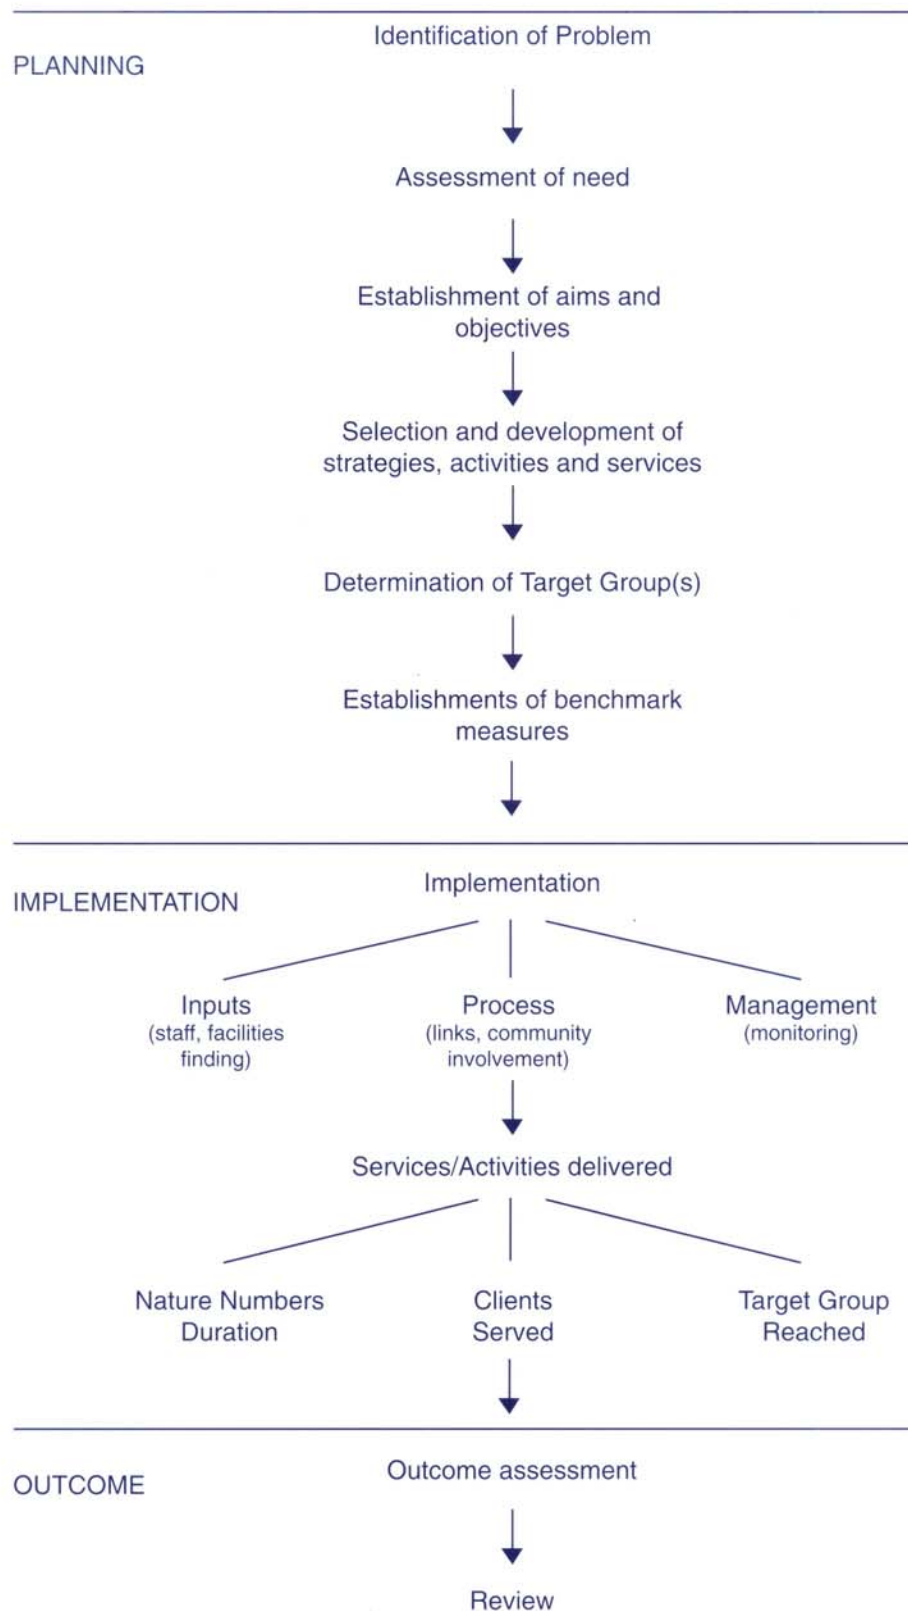 Identification of Problem
PLANNING
Assessment of need
Establishment of aims and
objectives
Selection and development of
strategies, activities and services
Determination of Target Group(s)
Establishments of benchmark
measures
IMPLEMENTATION
Implementation
Inputs
(staff, facilities
finding)
Process
(links, community
involvement)
Management
(monitoring)
Services/Activities delivered
Nature Numbers
Duration
Clients
Served
Target Group
Reached
OUTCOME
Outcome assessment
Review